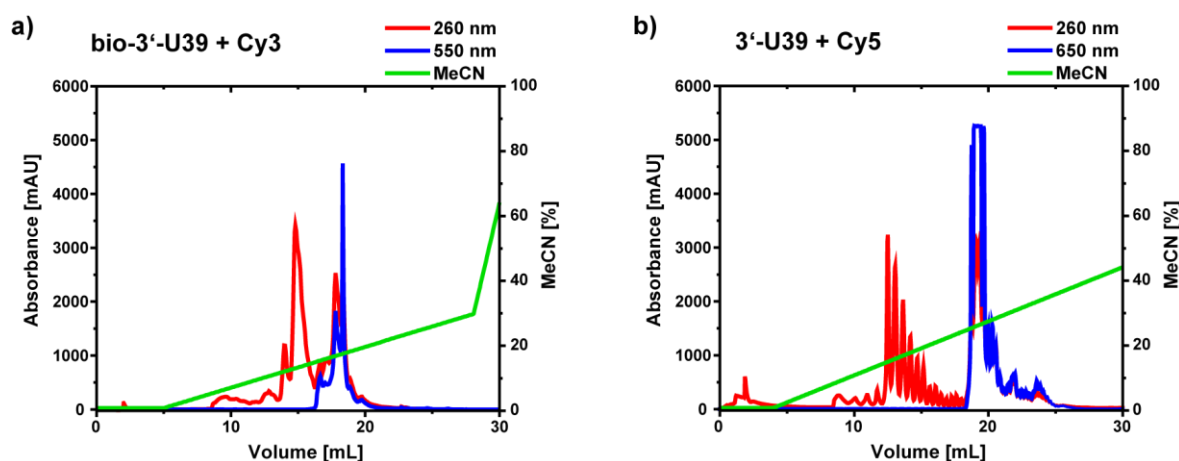 a)
bio-3‘-U39 + Cy3
260 nm
550 nm
MeCN
6000
5000
4000
3000
2000
1000
0
Absorbance [mAU]
100
80
60
40
20
0
MeCN [%]
0 10 20 30
Volume [mL]
b)
3‘-U39 + Cy5
260 nm
650 nm
MeCN
6000
5000
4000
3000
2000
1000
0
Absorbance [mAU]
100
80
60
40
20
0
MeCN [%]
0 10 20 30
Volume [mL]